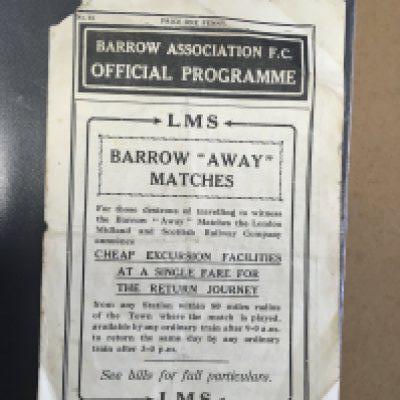 PRICE ONE PENNY.
BARROW ASSOCIATION F.C.
OFFICIAL PROGRAMME
LMS
BARROW "AWAY"
MATCHES
For those desirous of travelling to witness
the Barrow "Away" Matches the London
Midland and Scottish Railway Company
announce
CHEAP EXCURSION FACILITIES
AT A SINGLE FARE FOR
THE RETURN JOURNEY
from any Station within 80 miles radius
of the Town where the match is played,
available by any ordinary train after 9-0 a.m.
to return the same day by any ordinary
train after 3-0 p.m.
See bills for full particulars.
LMS